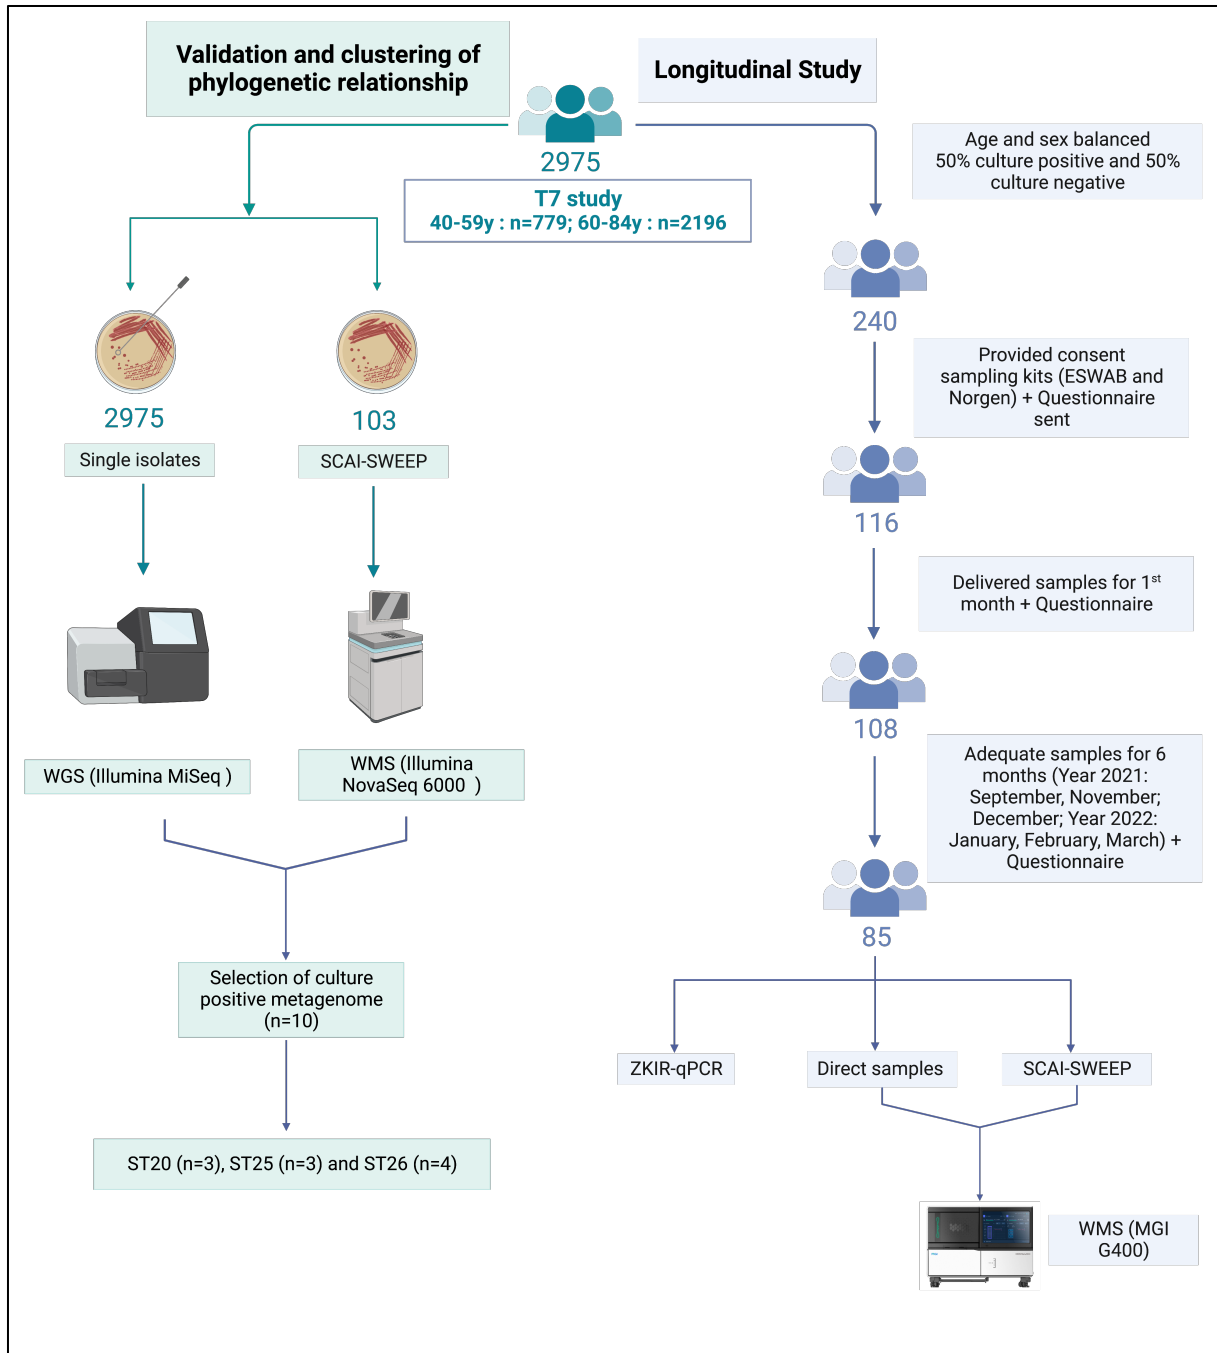 Validation and clustering of
phylogenetic relationship
Longitudinal Study
2975
T7 study
40-59y : n=779; 60-84y : n=2196
Age and sex balanced
50% culture positive and 50%
culture negative
240
2975
103
Single isolates
SCAI-SWEEP
Provided consent
sampling kits (ESWAB and
Norgen) + Questionnaire
sent
116
Delivered samples for 1st
month + Questionnaire
108
WGS (Illumina MiSeq )
WMS (Illumina
NovaSeq 6000 )
Adequate samples for 6
months (Year 2021:
September, November;
December; Year 2022:
January, February, March) +
Questionnaire
85
Selection of culture
positive metagenome
(n=10)
ZKIR-qPCR
Direct samples
SCAI-SWEEP
ST20 (n=3), ST25 (n=3) and ST26 (n=4)
WMS (MGI
G400)